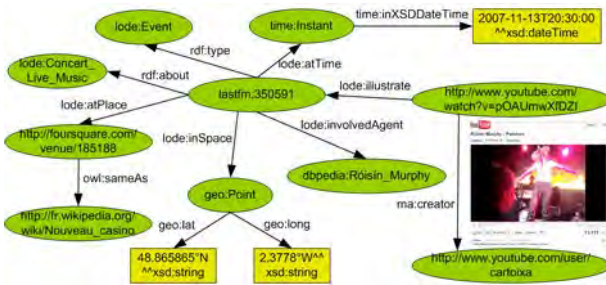 lode:Event
time:Instant
time:inXSDDateTime
2007-11-13T20:30:00
^^xsd:dateTime
rdf:type
lode:Concert_
Live_Music
rdf:about
lode:atTime
lastfm:350591
lode:illustrate
http://www.youtube.com/
watch?v=pOAUmwXfDZI
lode:atPlace
http://foursquare.com/
venue/185188
lode:inSpace
lode:involvedAgent
owl:sameAs
geo:Point
dbpedia:Róisín_Murphy
ma:creator
http://fr.wikipedia.org/
wiki/Nouveau_casino
geo:lat
geo:long
48.865865°N
^^xsd:string
2.3778°W^^
xsd:string
http://www.youtube.com/user/
cartoixa